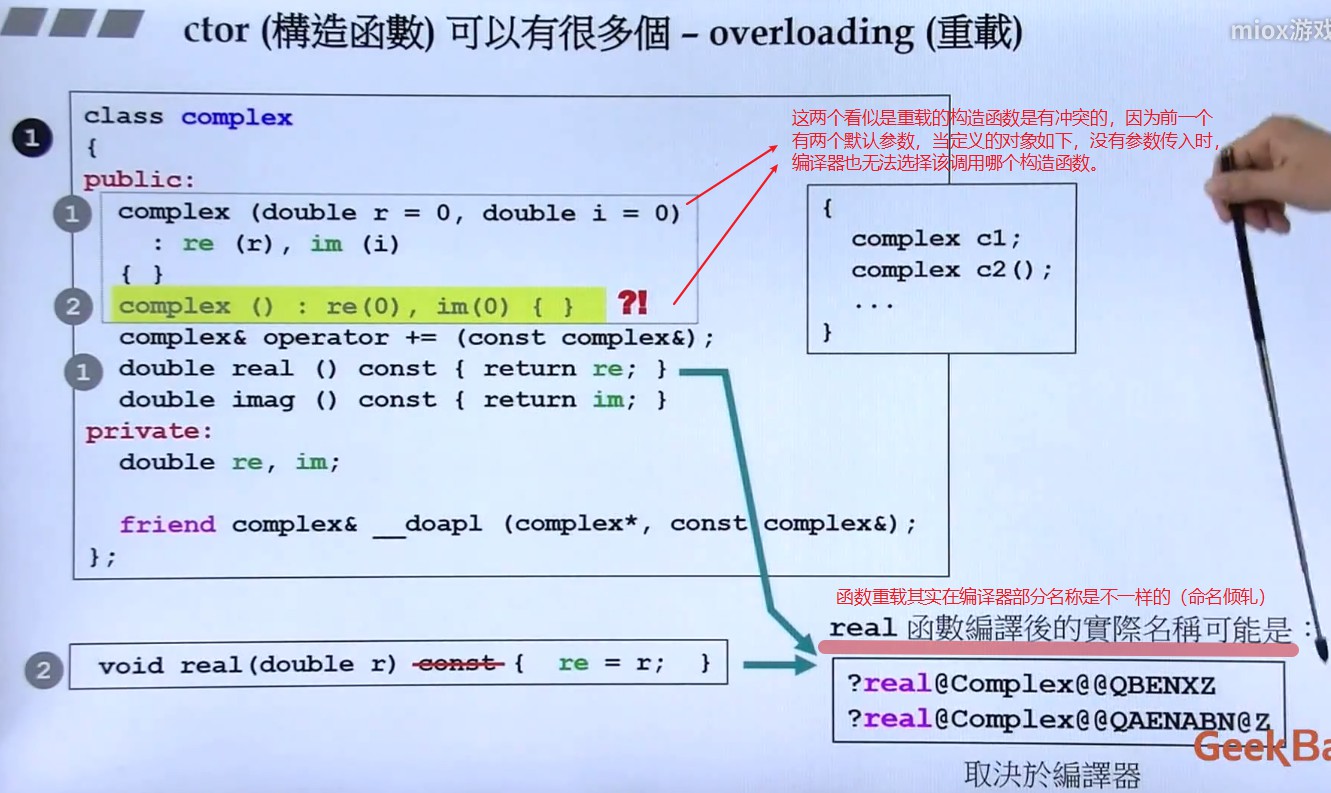 ctor (構造函數) 可以有很多個 – overloading (重載)
miox游戏
1
class complex
{
public:
1
complex (double r = 0, double i = 0)
: re (r), im (i)
{ }
2
complex () : re(0), im(0) { }
?!
complex& operator += (const complex&);
1
double real () const { return re; }
double imag () const { return im; }
private:
double re, im;
friend complex& __doapl (complex*, const complex&);
};
这两个看似是重载的构造函数是有冲突的，因为前一个
有两个默认参数，当定义的对象如下，没有参数传入时，
编译器也无法选择该调用哪个构造函数。
{
complex c1;
complex c2();
...
}
2
void real(double r) const { re = r; }
函数重载其实在编译器部分名称是不一样的（命名倾轧）
real 函數編譯後的實際名稱可能是：
?real@Complex@@QBENXZ
?real@Complex@@QAENABN@Z
GeekBa
取決於編譯器